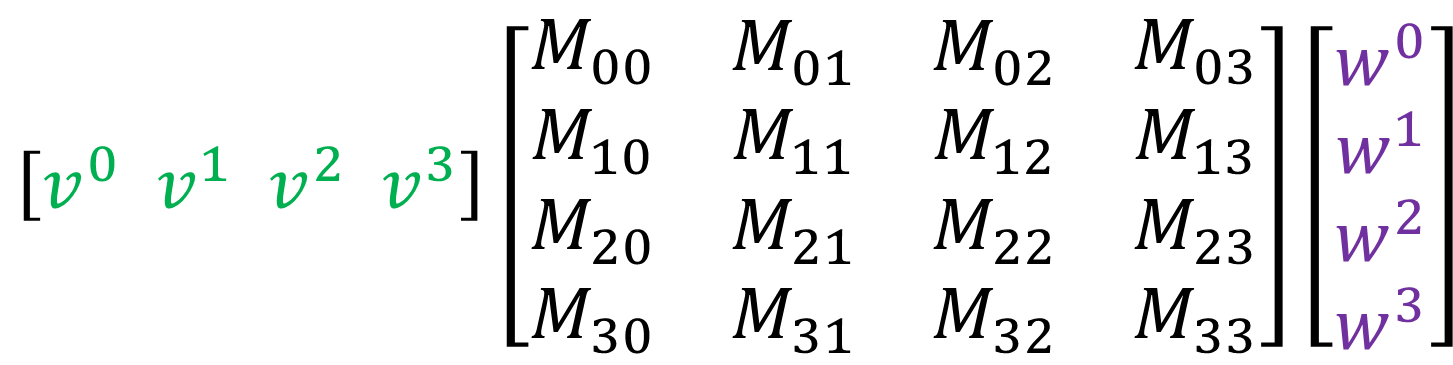 M₀₀ M₀₁ M₀₂ M₀₃ w⁰
M₁₀ M₁₁ M₁₂ M₁₃ w¹
[v⁰ v¹ v² v³]
M₂₀ M₂₁ M₂₂ M₂₃ w²
M₃₀ M₃₁ M₃₂ M₃₃ w³